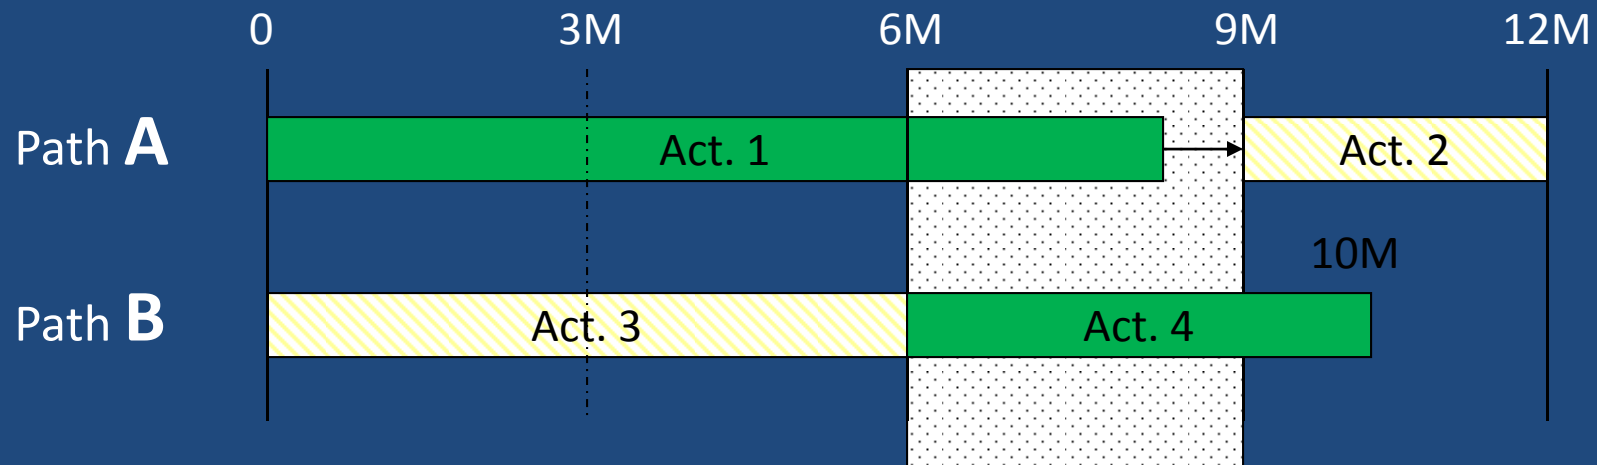 0 3M 6M 9M 12M
Path A Act. 1 Act. 2
10M
Path B Act. 3 Act. 4